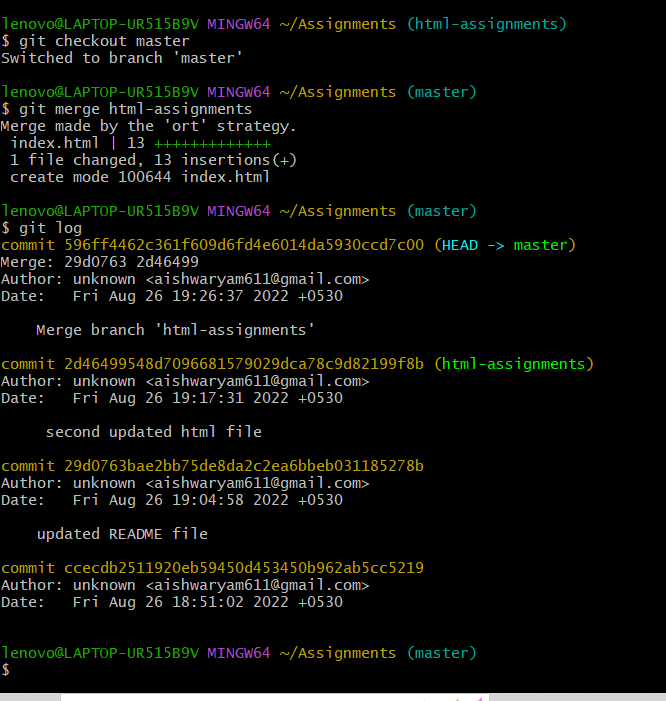 lenovo@LAPTOP-UR515B9V MINGW64 ~/Assignments (html-assignments)
$ git checkout master
Switched to branch 'master'
lenovo@LAPTOP-UR515B9V MINGW64 ~/Assignments (master)
$ git merge html-assignments
Merge made by the 'ort' strategy.
index.html | 13 +++++++++++++
1 file changed, 13 insertions(+)
create mode 100644 index.html
lenovo@LAPTOP-UR515B9V MINGW64 ~/Assignments (master)
$ git log
commit 596ff4462c361f609d6fd4e6014da5930ccd7c00 (HEAD -> master)
Merge: 29d0763 2d46499
Author: unknown <aishwaryam611@gmail.com>
Date:   Fri Aug 26 19:26:37 2022 +0530
Merge branch 'html-assignments'
commit 2d46499548d7096681579029dca78c9d82199f8b (html-assignments)
Author: unknown <aishwaryam611@gmail.com>
Date:   Fri Aug 26 19:17:31 2022 +0530
second updated html file
commit 29d0763bae2bb75de8da2c2ea6bbeb031185278b
Author: unknown <aishwaryam611@gmail.com>
Date:   Fri Aug 26 19:04:58 2022 +0530
updated README file
commit ccecdb2511920eb59450d453450b962ab5cc5219
Author: unknown <aishwaryam611@gmail.com>
Date:   Fri Aug 26 18:51:02 2022 +0530
lenovo@LAPTOP-UR515B9V MINGW64 ~/Assignments (master)
$